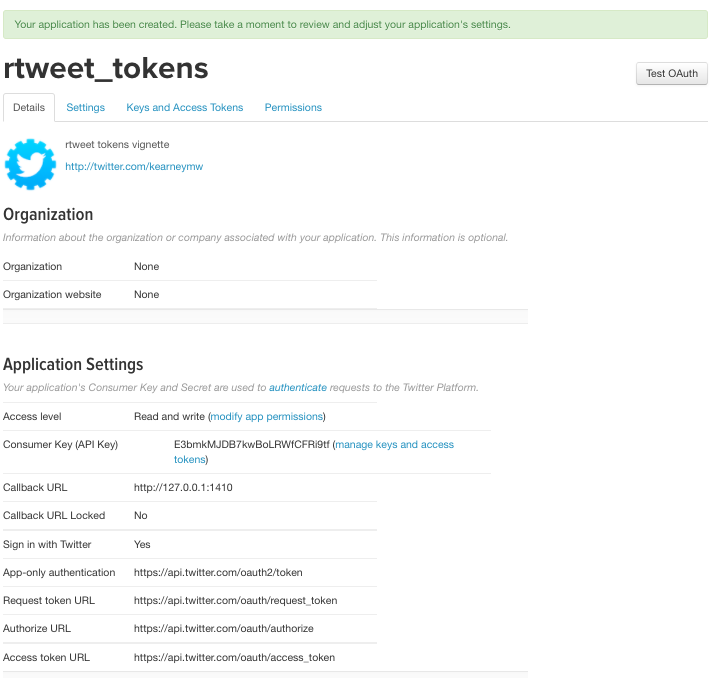 Your application has been created. Please take a moment to review and adjust your application's settings.
rtweet_tokens
Test OAuth
Details Settings Keys and Access Tokens Permissions
rtweet tokens vignette
http://twitter.com/kearneymw
Organization
Information about the organization or company associated with your application. This information is optional.
Organization None
Organization website None
Application Settings
Your application's Consumer Key and Secret are used to authenticate requests to the Twitter Platform.
Access level Read and write (modify app permissions)
Consumer Key (API Key) E3bmkMJDB7kwBoLRWfCFRi9tf (manage keys and access
tokens)
Callback URL http://127.0.0.1:1410
Callback URL Locked No
Sign in with Twitter Yes
App-only authentication https://api.twitter.com/oauth2/token
Request token URL https://api.twitter.com/oauth/request_token
Authorize URL https://api.twitter.com/oauth/authorize
Access token URL https://api.twitter.com/oauth/access_token